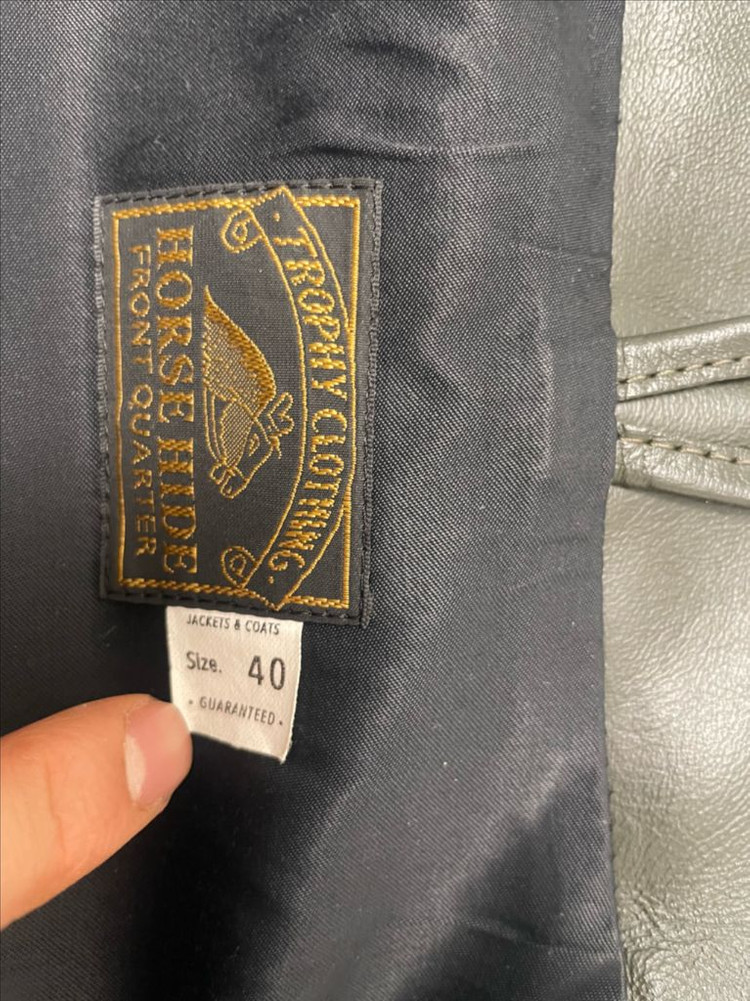 · TROPHY CLOTHING.
HORSE HIDE
FRONT QUARTER
JACKETS & COATS
Size. 40
· GUARANTEED ·